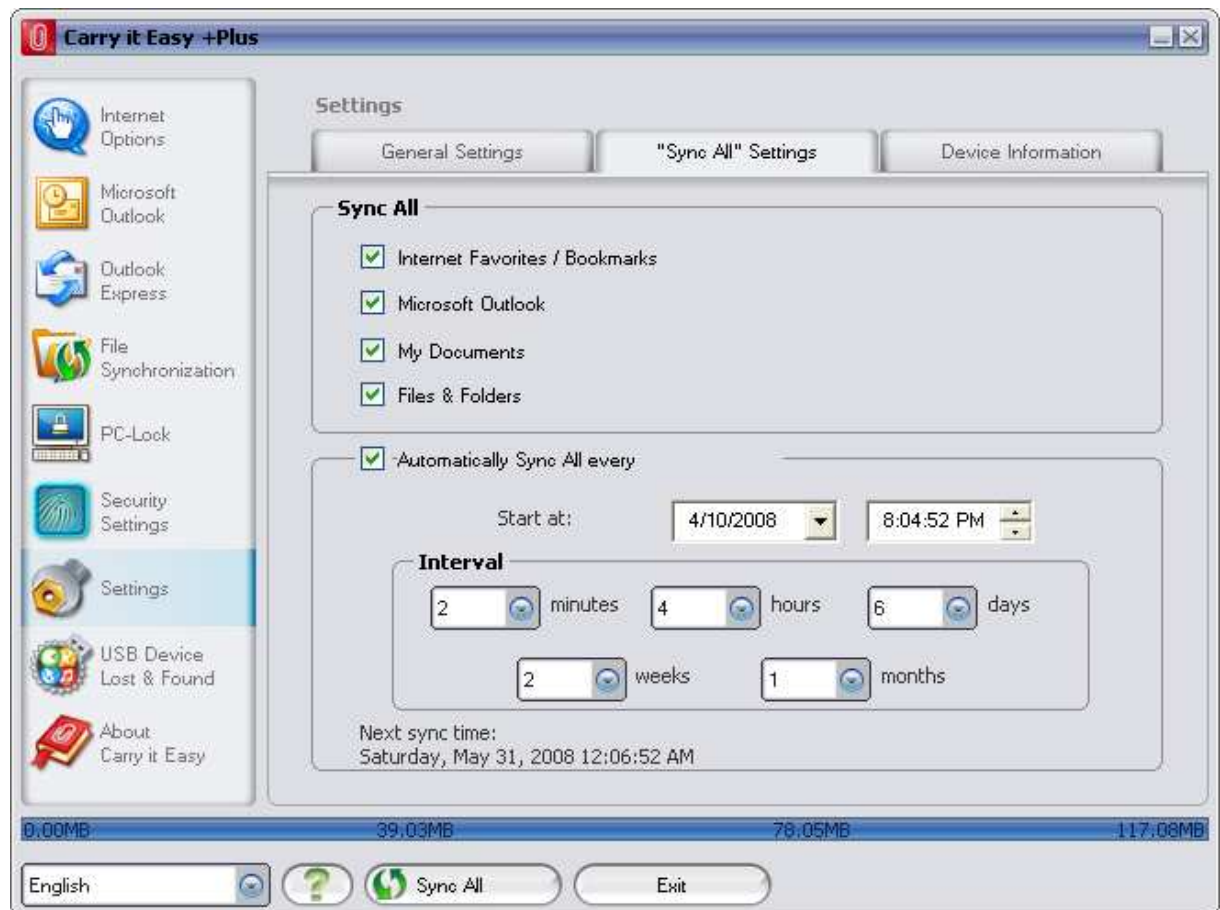 Carry it Easy +Plus
Internet
Options
Microsoft
Outlook
Outlook
Express
File
Synchronization
PC-Lock
Security
Settings
Settings
USB Device
Lost & Found
About
Carry it Easy
Settings
General Settings
"Sync All" Settings
Device Information
Sync All
Internet Favorites / Bookmarks
Microsoft Outlook
My Documents
Files & Folders
Automatically Sync All every
Start at: 4/10/2008 8:04:52 PM
Interval
2 minutes 4 hours 6 days
2 weeks 1 months
Next sync time:
Saturday, May 31, 2008 12:06:52 AM
0.00MB 39.03MB 78.05MB 117.08MB
English ? Sync All Exit